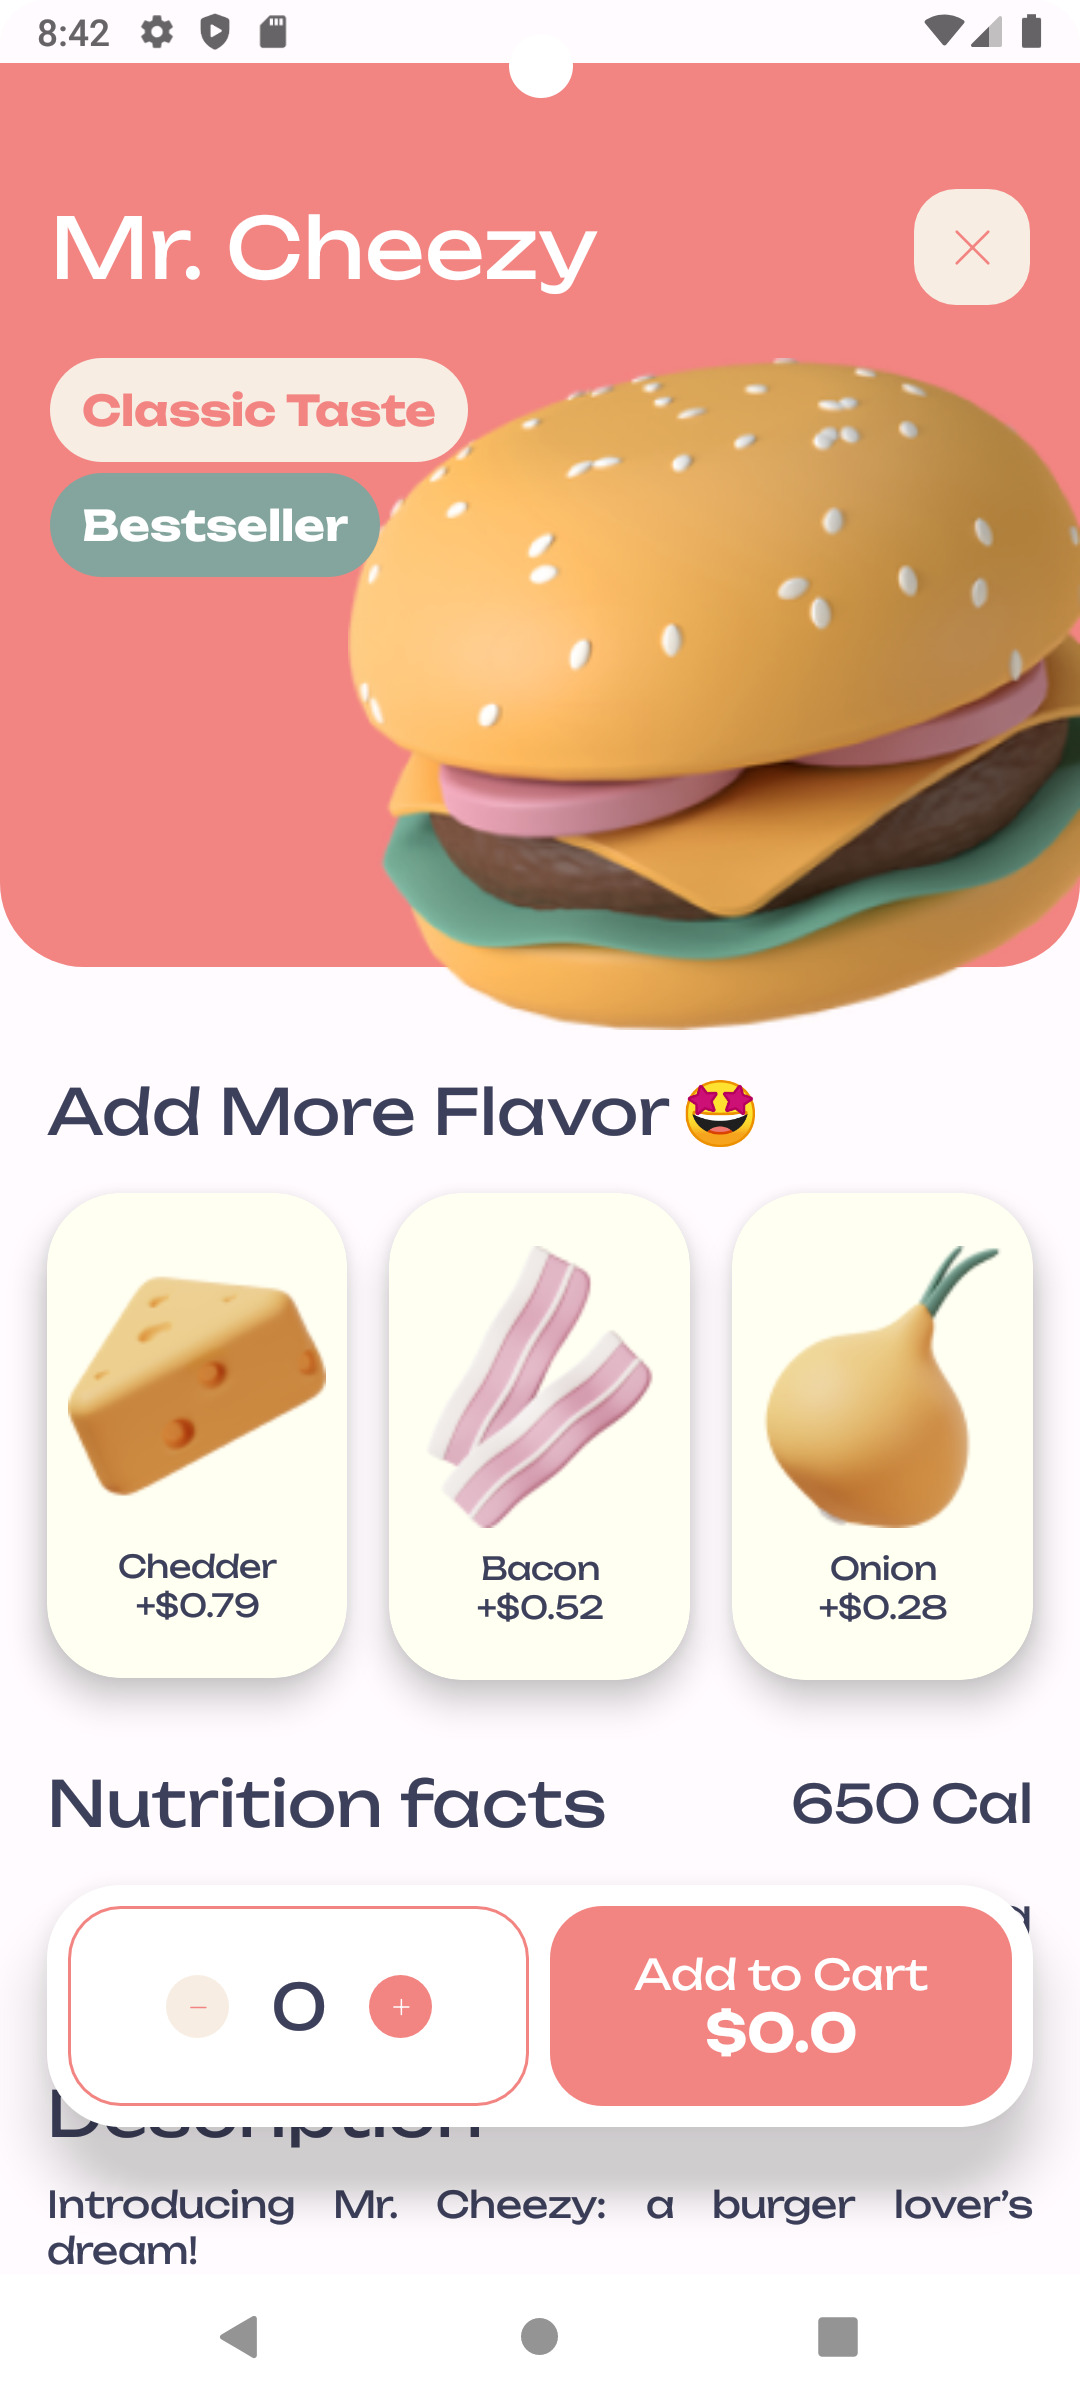 8:42
Mr. Cheezy
Classic Taste
Bestseller
Add More Flavor 🤩
Chedder
+$0.79
Bacon
+$0.52
Onion
+$0.28
Nutrition facts
650 Cal
0
Add to Cart
$0.0
Description
Introducing Mr. Cheezy: a burger lover’s
dream!